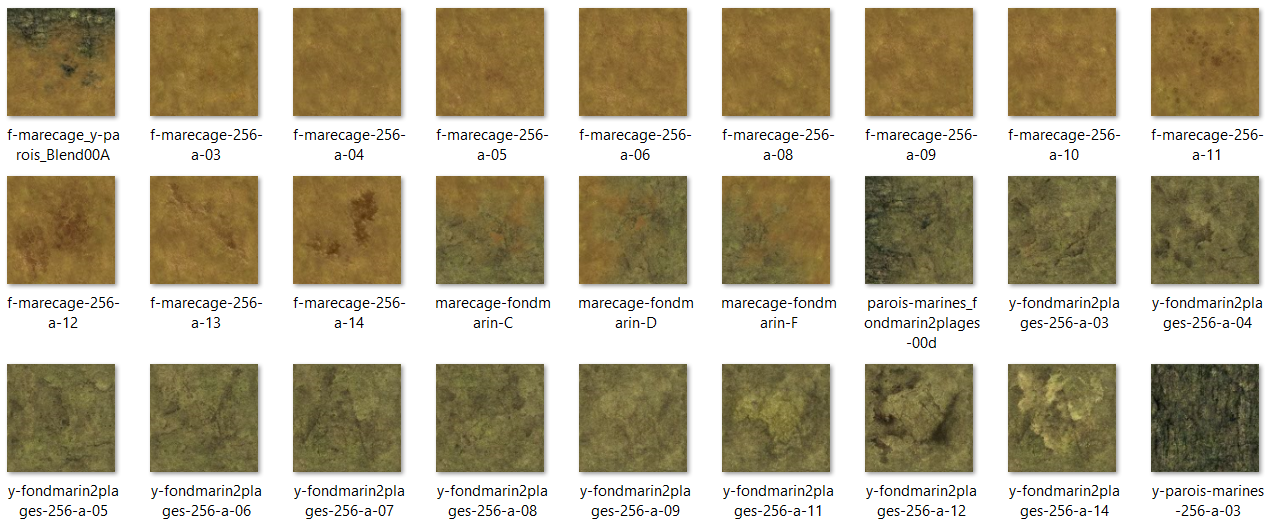 f-marecage_y-pa
rois_Blend00A
f-marecage-256-
a-03
f-marecage-256-
a-04
f-marecage-256-
a-05
f-marecage-256-
a-06
f-marecage-256-
a-08
f-marecage-256-
a-09
f-marecage-256-
a-10
f-marecage-256-
a-11
f-marecage-256-
a-12
f-marecage-256-
a-13
f-marecage-256-
a-14
marecage-fondm
arin-C
marecage-fondm
arin-D
marecage-fondm
arin-F
parois-marines_f
ondmarin2plages
-00d
y-fondmarin2pla
ges-256-a-03
y-fondmarin2pla
ges-256-a-04
y-fondmarin2pla
ges-256-a-05
y-fondmarin2pla
ges-256-a-06
y-fondmarin2pla
ges-256-a-07
y-fondmarin2pla
ges-256-a-08
y-fondmarin2pla
ges-256-a-09
y-fondmarin2pla
ges-256-a-11
y-fondmarin2pla
ges-256-a-12
y-fondmarin2pla
ges-256-a-14
y-parois-marines
-256-a-03